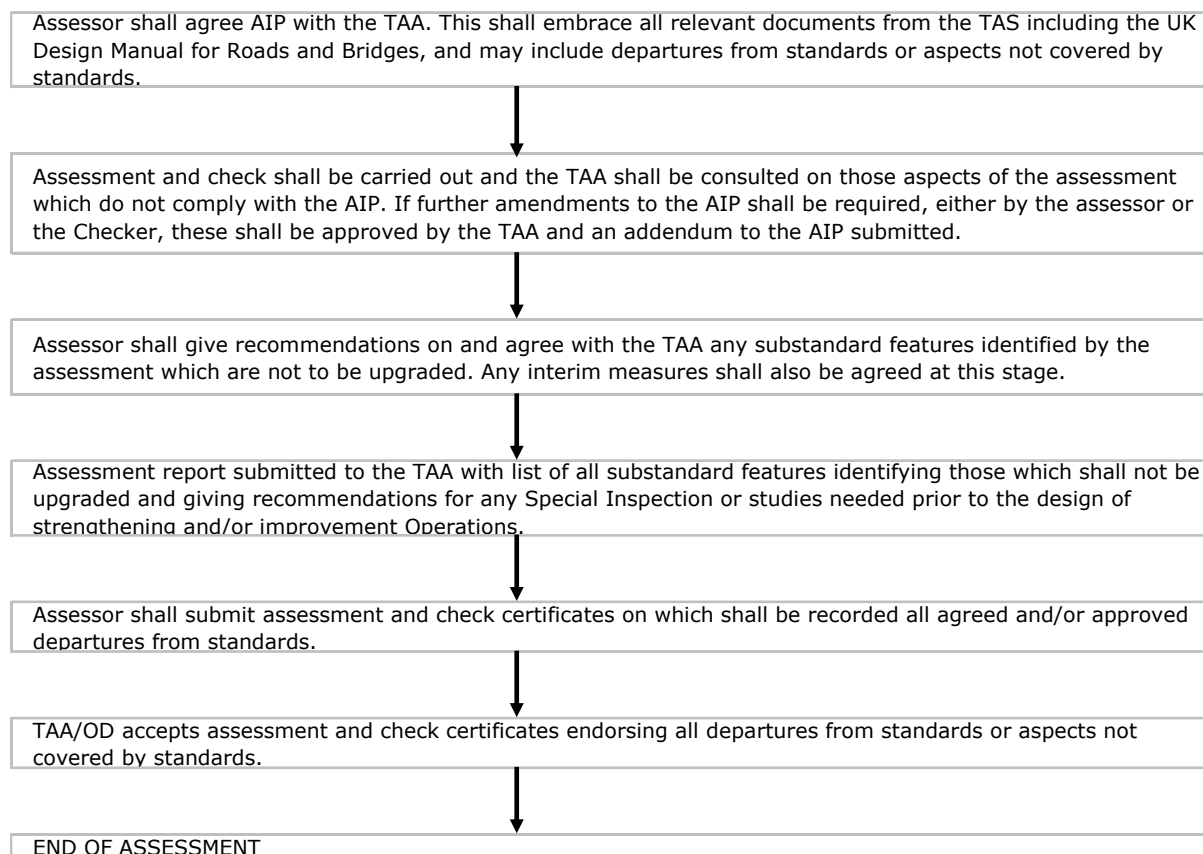 Assessor shall agree AIP with the TAA. This shall embrace all relevant documents from the TAS including the UK
Design Manual for Roads and Bridges, and may include departures from standards or aspects not covered by
standards.
Assessment and check shall be carried out and the TAA shall be consulted on those aspects of the assessment
which do not comply with the AIP. If further amendments to the AIP shall be required, either by the assessor or
the Checker, these shall be approved by the TAA and an addendum to the AIP submitted.
Assessor shall give recommendations on and agree with the TAA any substandard features identified by the
assessment which are not to be upgraded. Any interim measures shall also be agreed at this stage.
Assessment report submitted to the TAA with list of all substandard features identifying those which shall not be
upgraded and giving recommendations for any Special Inspection or studies needed prior to the design of
strengthening and/or improvement Operations.
Assessor shall submit assessment and check certificates on which shall be recorded all agreed and/or approved
departures from standards.
TAA/OD accepts assessment and check certificates endorsing all departures from standards or aspects not
covered by standards.
END OF ASSESSMENT